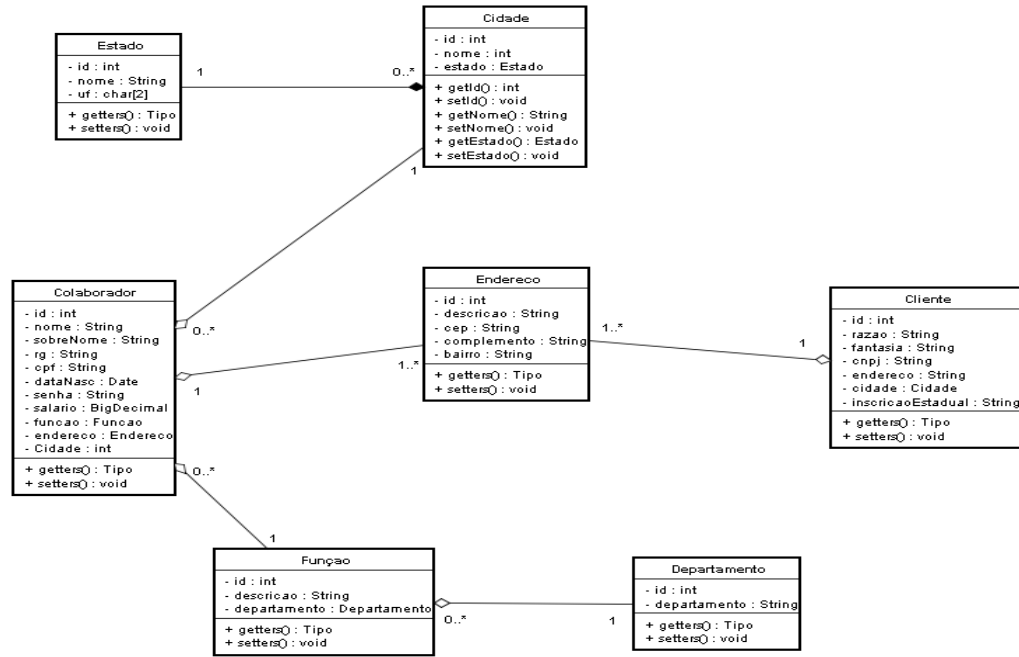 Cidade
- id : int
- nome : int
- estado : Estado
+ getId() : int
+ setId() : void
+ getNome() : String
+ setNome() : void
+ getEstado() : Estado
+ setEstado() : void
Estado
- id : int
- nome : String
- uf : char[2]
+ getters() : Tipo
+ setters() : void
1
0..*
1
Colaborador
- id : int
- nome : String
- sobreNome : String
- rg : String
- cpf : String
- dataNasc : Date
- senha : String
- salario : BigDecimal
- funcao : Funcao
- endereco : Endereco
- Cidade : int
+ getters() : Tipo
+ setters() : void
0..*
1
1..*
0..*
1
Endereco
- id : int
- descricao : String
- cep : String
- complemento : String
- bairro : String
+ getters() : Tipo
+ setters() : void
1..*
1
Cliente
- id : int
- razao : String
- fantasia : String
- cnpj : String
- endereco : String
- cidade : Cidade
- inscricaoEstadual : String
+ getters() : Tipo
+ setters() : void
Funçao
- id : int
- descricao : String
- departamento : Departamento
+ getters() : Tipo
+ setters() : void
0..*
1
Departamento
- id : int
- departamento : String
+ getters() : Tipo
+ setters() : void